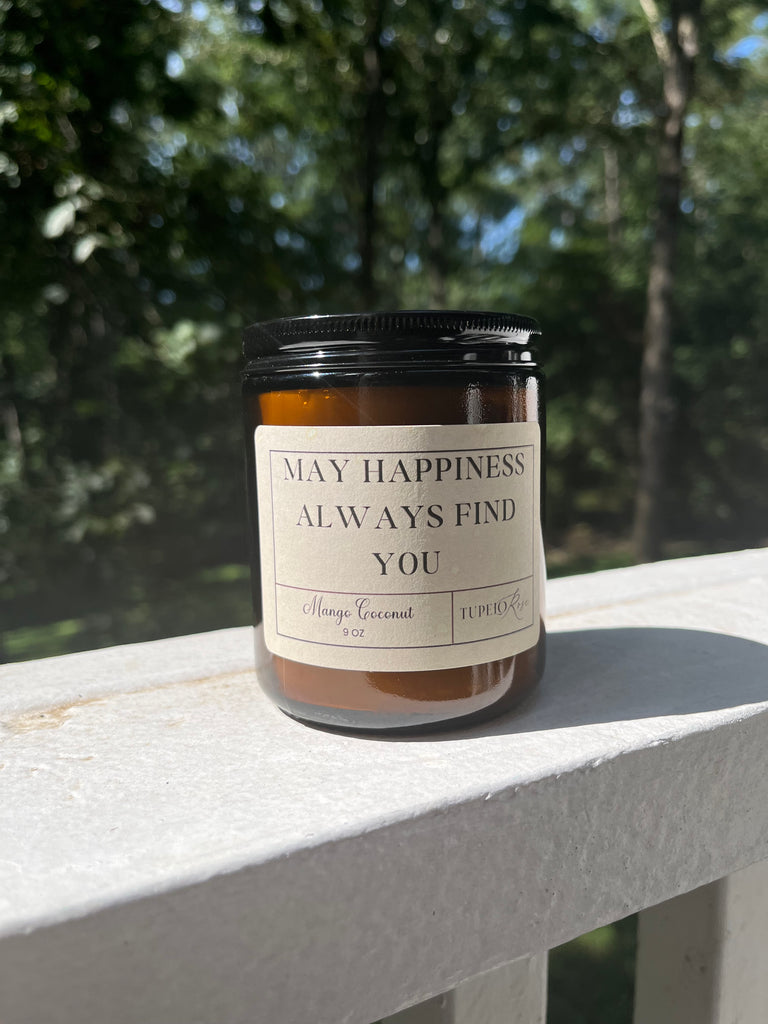 MAY HAPPINESS
ALWAYS FIND
YOU
Mango Coconut
9 OZ
TUPELO Rose